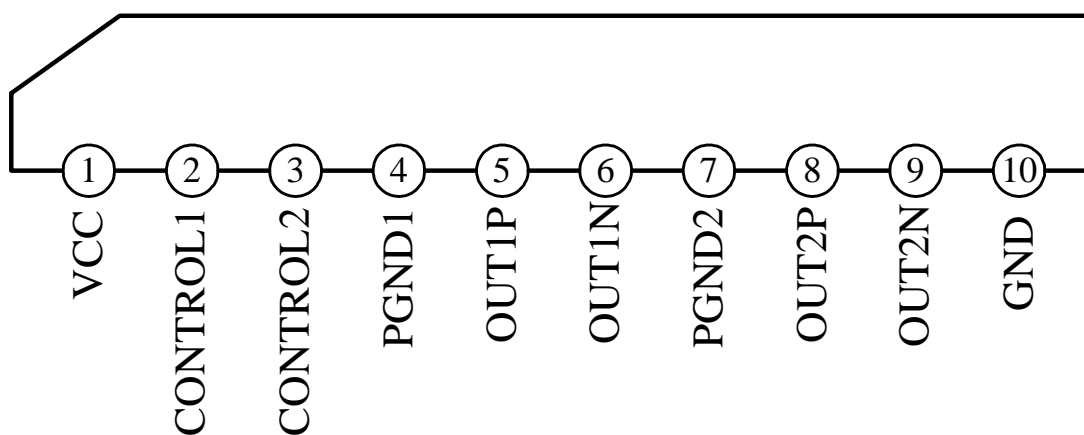 1 2 3 4 5 6 7 8 9 10
VCC
CONTROL1
CONTROL2
PGND1
OUT1P
OUT1N
PGND2
OUT2P
OUT2N
GND